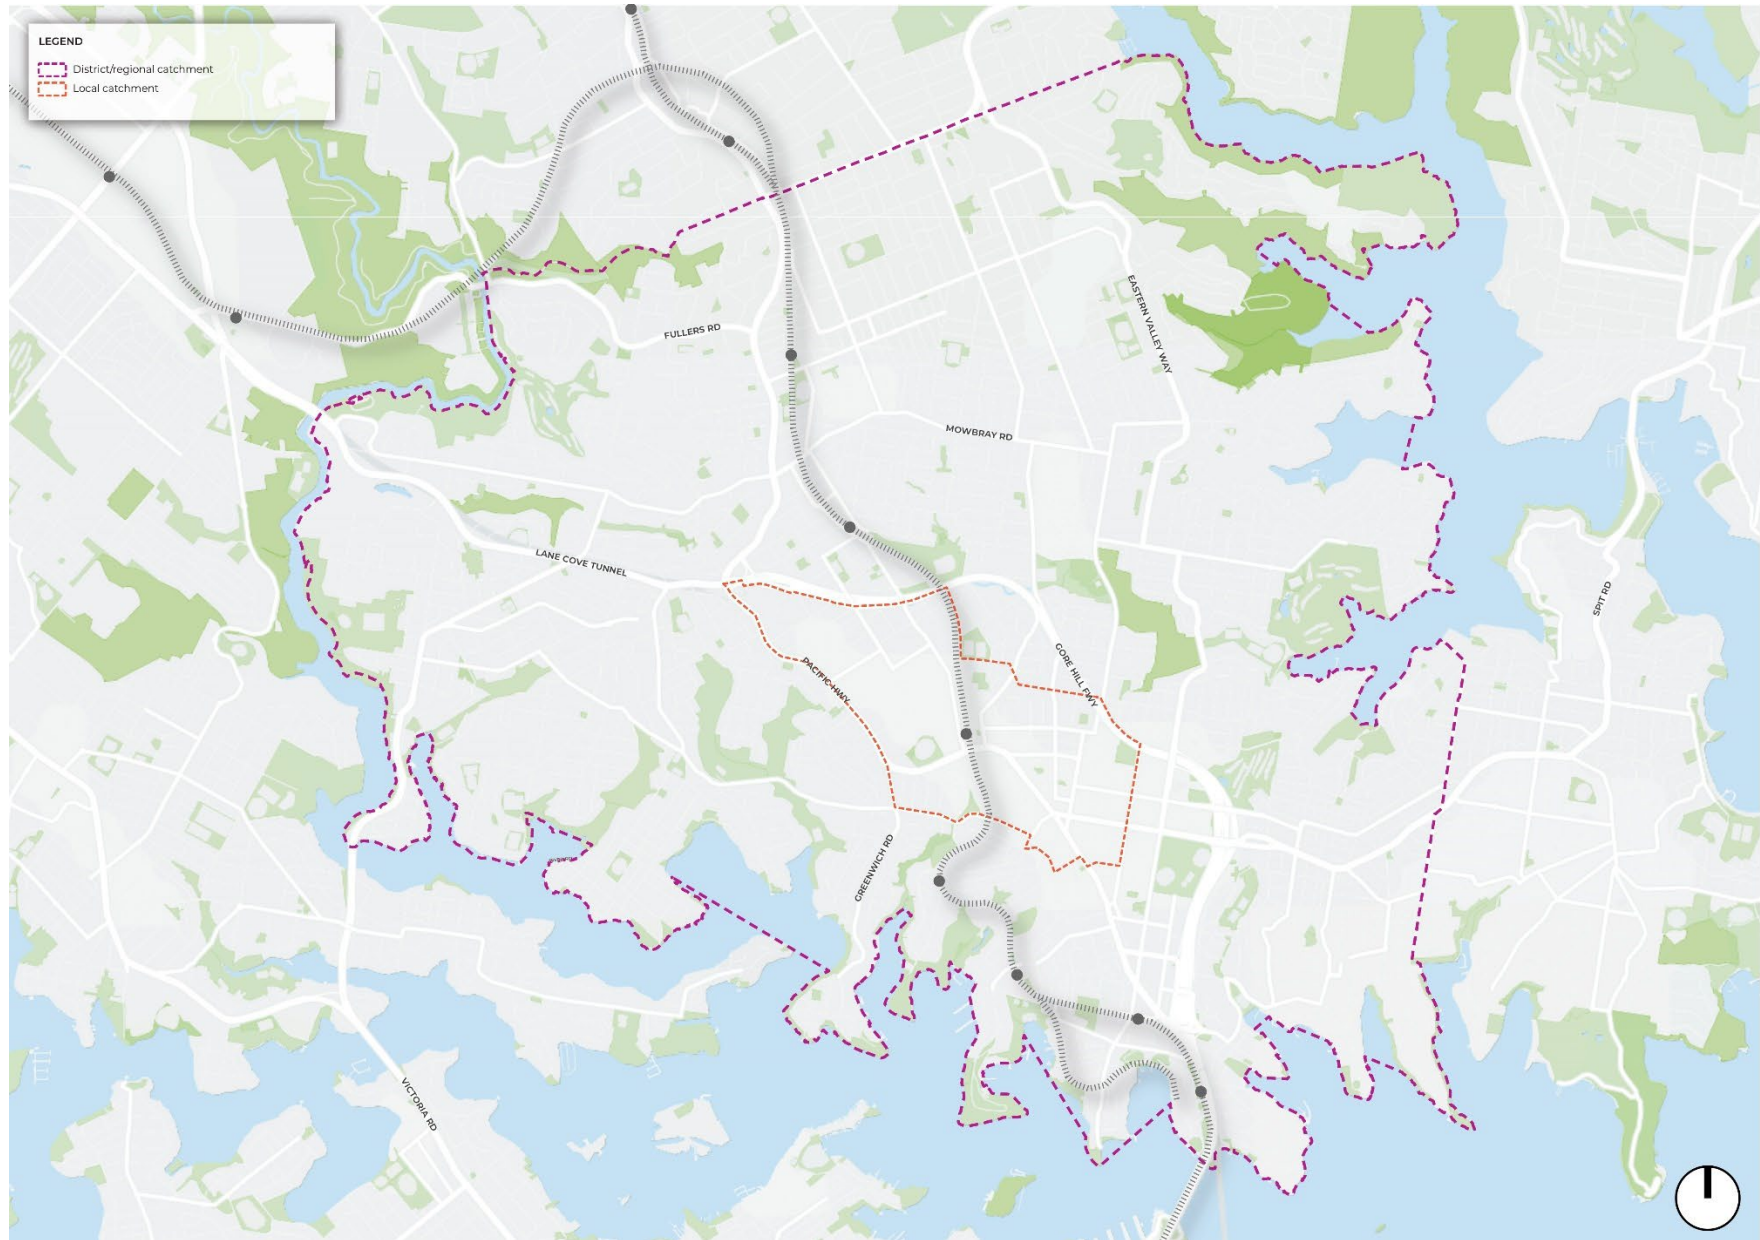 LEGEND
District/regional catchment
Local catchment
EASTERN VALLEY WAY
FULLERS RD
MOWBRAY RD
LANE COVE TUNNEL
SPIT RD
GORE HILL FWY
PACIFIC HWY
GREENWICH RD
VICTORIA RD